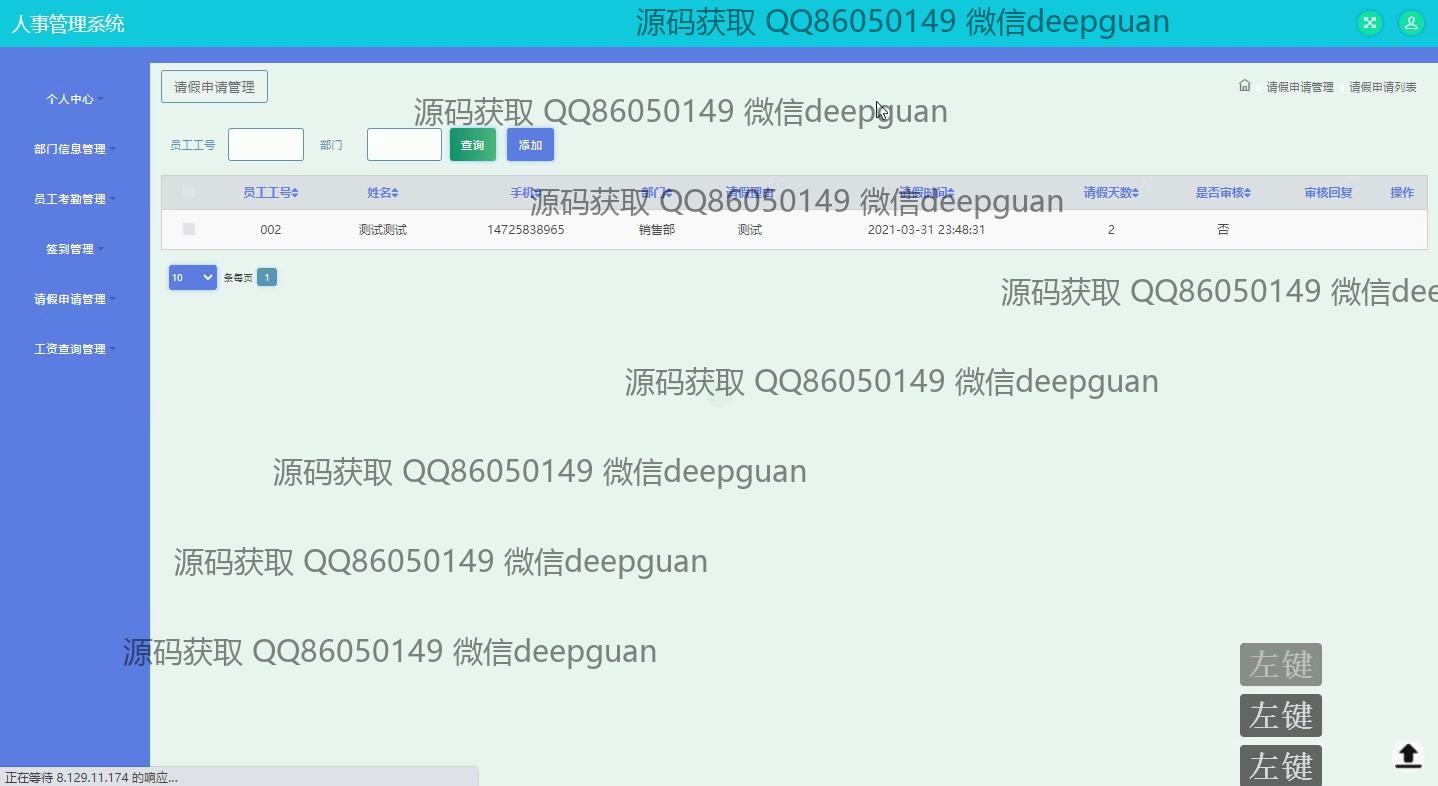 人事管理系统
源码获取 QQ86050149 微信deepguan
个人中心
部门信息管理
员工考勤管理
签到管理
请假申请管理
工资查询管理
请假申请管理
请假申请管理 请假申请列表
源码获取 QQ86050149 微信deepguan
员工工号 部门 查询 添加
员工工号 姓名 手机 部门 请假理由 请假时间 请假天数 是否审核 审核回复 操作
源码获取 QQ86050149 微信deepguan
002 测试测试 14725838965 销售部 测试 2021-03-31 23:48:31 2 否
10 条每页 1
源码获取 QQ86050149 微信dee
源码获取 QQ86050149 微信deepguan
源码获取 QQ86050149 微信deepguan
源码获取 QQ86050149 微信deepguan
源码获取 QQ86050149 微信deepguan
左键
左键
左键
正在等待 8.129.11.174 的响应...